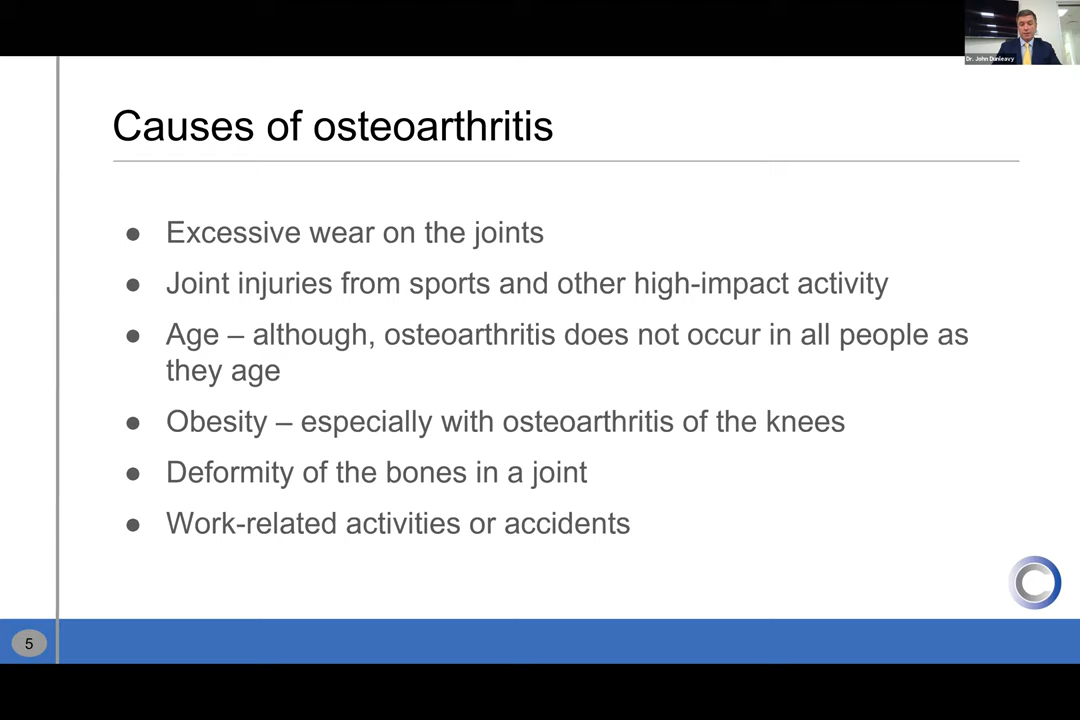 Dr. John Dunleavy
Causes of osteoarthritis
● Excessive wear on the joints
● Joint injuries from sports and other high-impact activity
● Age – although, osteoarthritis does not occur in all people as
they age
● Obesity – especially with osteoarthritis of the knees
● Deformity of the bones in a joint
● Work-related activities or accidents
5